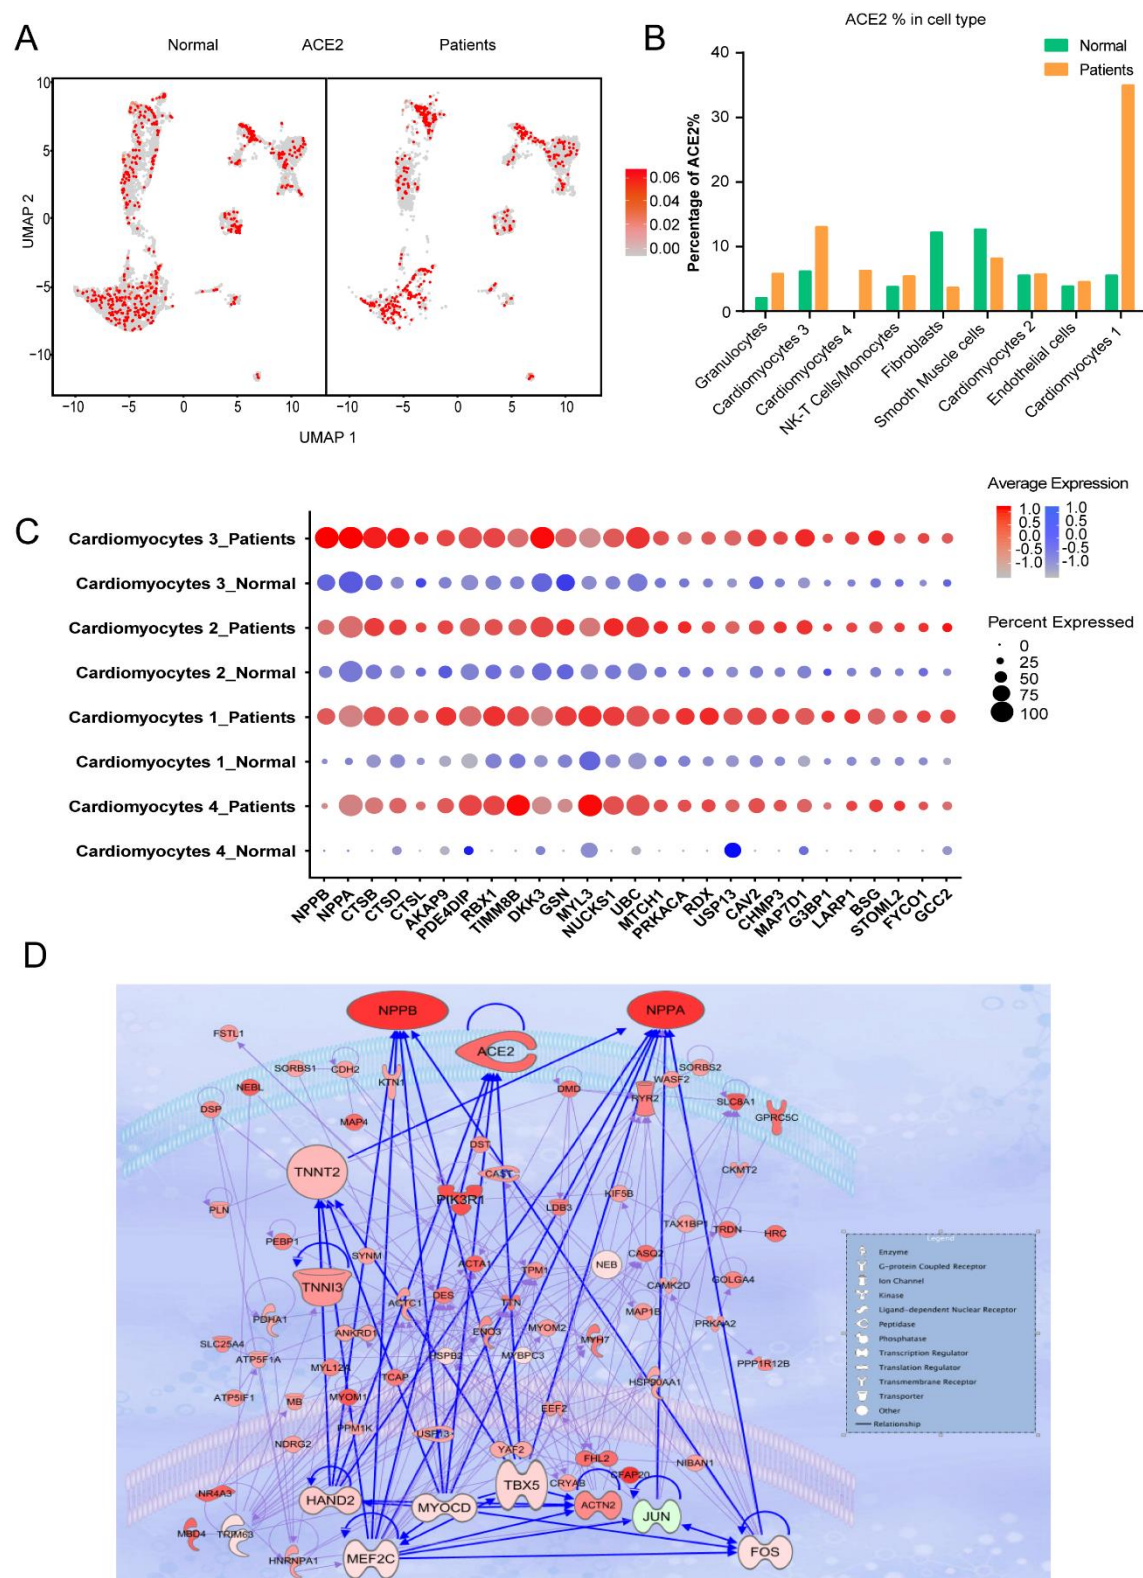 A
Normal ACE2 Patients
UMAP 2
10
5
0
−5
−10
−10 −5 0 5 10 −10 −5 0 5 10
UMAP 1
0.06
0.04
0.02
0.00
B
ACE2 % in cell type
Normal
Patients
Percentage of ACE2%
40
30
20
10
0
Granulocytes
Cardiomyocytes 3
Cardiomyocytes 4
NK-T Cells/Monocytes
Fibroblasts
Smooth Muscle cells
Cardiomyocytes 2
Endothelial cells
Cardiomyocytes 1
C
Cardiomyocytes 3_Patients
Cardiomyocytes 3_Normal
Cardiomyocytes 2_Patients
Cardiomyocytes 2_Normal
Cardiomyocytes 1_Patients
Cardiomyocytes 1_Normal
Cardiomyocytes 4_Patients
Cardiomyocytes 4_Normal
NPPB
NPPA
CTSB
CTSD
CTSL
AKAP9
PDE4DIP
RBX1
TIMM8B
DKK3
GSN
MYL3
NUCKS1
UBC
MTCH1
PRKACA
RDX
USP13
CAV2
CHMP3
MAP7D1
G3BP1
LARP1
BSG
STOML2
FYCO1
GCC2
Average Expression
1.0 1.0
0.5 0.5
0.0 0.0
-0.5 -0.5
-1.0 -1.0
Percent Expressed
0
25
50
75
100
D
NPPB
NPPA
FSTL1
ACE2
SORBS1
CDH2
KTN1
NEBL
DSP
MAP4
DMD
RYR2
WASF2
SORBS2
SLC8A1
GPRC5C
TNNT2
DST
CAST
CKMT2
PIK3R1
LDB3
KIF5B
TAX1BP1
TRDN
HRC
PLN
PEBP1
SYNM
TNNI3
ACTA1
TPM1
NEB
CASQ2
CAMK2D
GOLGA4
PDHA1
ACTC1
DES
TTN
MAP1B
PRKAA2
SLC25A4
ANKRD1
ENO3
MYOM2
MYH7
ATP5F1A
HSPB2
MYBPC3
PPP1R12B
MYL12A
TCAP
HSP90AA1
ATP5IF1
MB
MYOM1
PPM1K
USP13
EEF2
NDRG2
YAF2
FHL2
NIBAN1
NR4A3
HAND2
MYOCD
TBX5
CRYAB
CFAP20
ACTN2
JUN
MBD4
TRIM63
HNRNPA1
MEF2C
FOS
Legend
Enzyme
G-protein Coupled Receptor
Ion Channel
Kinase
Ligand-dependent Nuclear Receptor
Peptidase
Phosphatase
Transcription Regulator
Translation Regulator
Transmembrane Receptor
Transporter
Other
Relationship